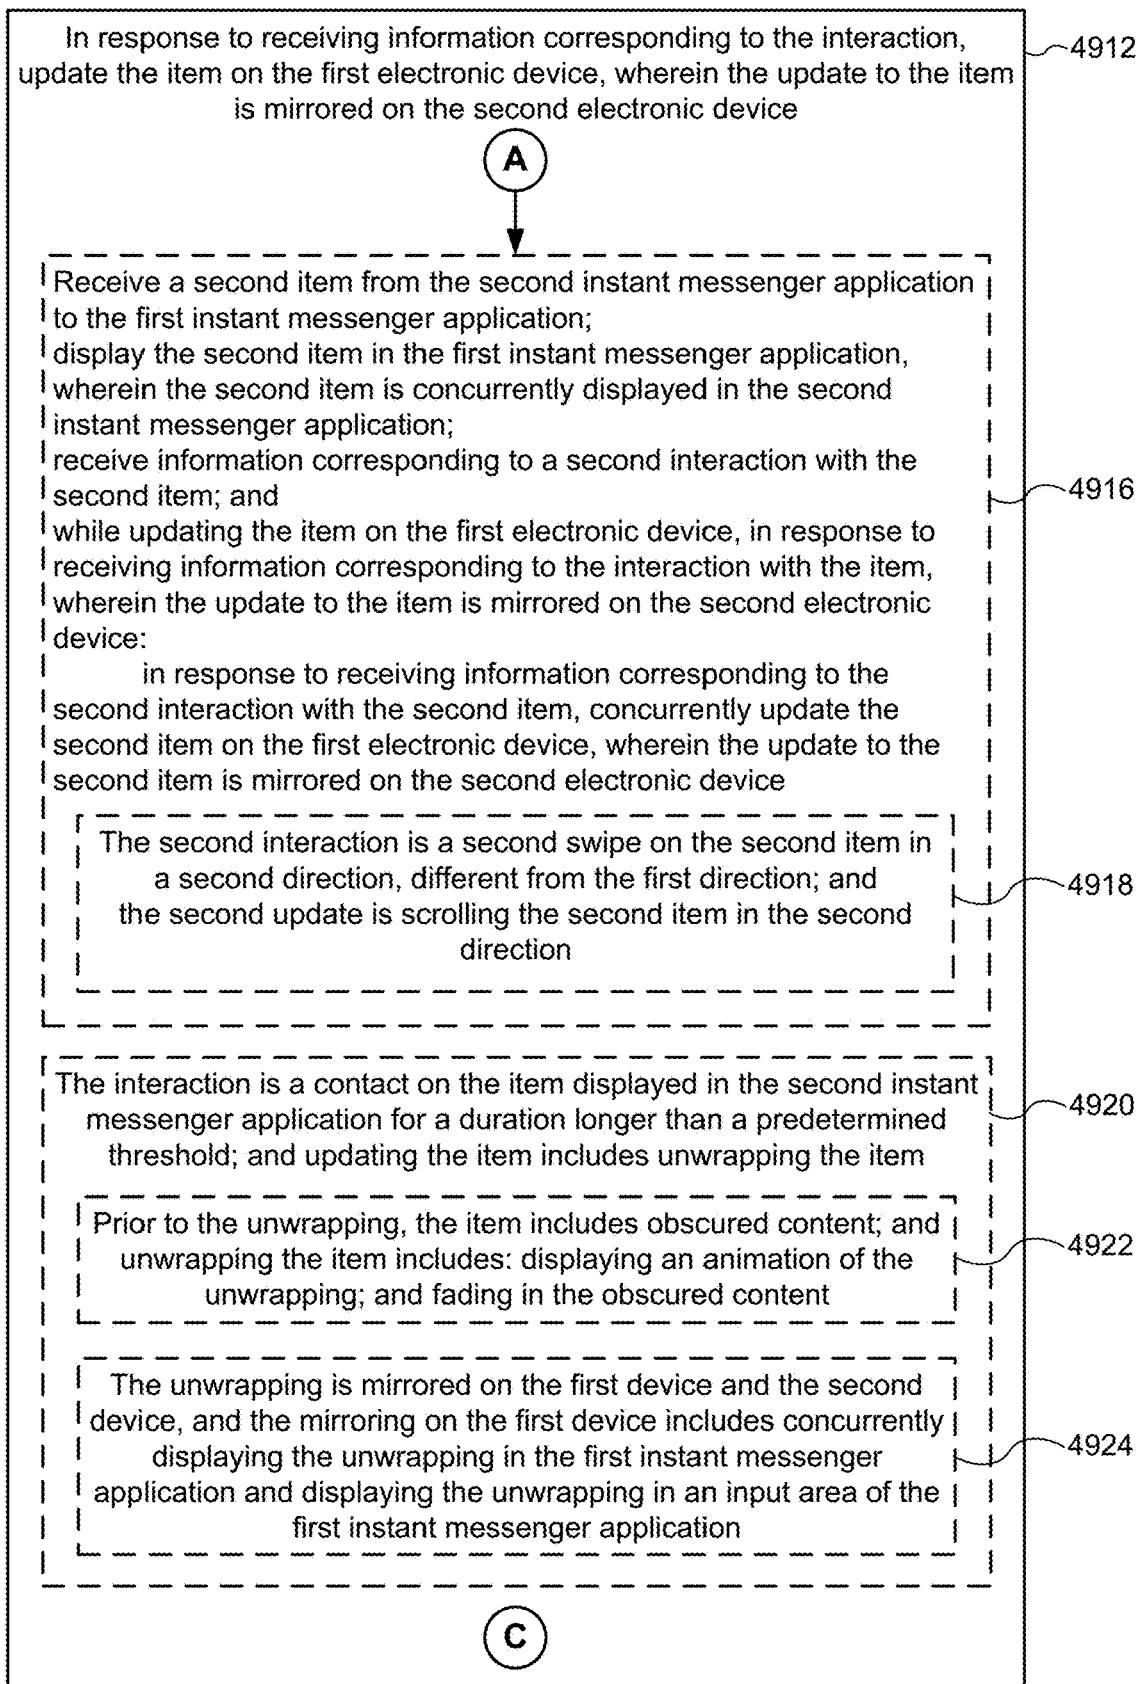 In response to receiving information corresponding to the interaction,
update the item on the first electronic device, wherein the update to the item
is mirrored on the second electronic device
4912
A
Receive a second item from the second instant messenger application
to the first instant messenger application;
display the second item in the first instant messenger application,
wherein the second item is concurrently displayed in the second
instant messenger application;
receive information corresponding to a second interaction with the
second item; and
while updating the item on the first electronic device, in response to
receiving information corresponding to the interaction with the item,
wherein the update to the item is mirrored on the second electronic
device:
in response to receiving information corresponding to the
second interaction with the second item, concurrently update the
second item on the first electronic device, wherein the update to the
second item is mirrored on the second electronic device
4916
The second interaction is a second swipe on the second item in
a second direction, different from the first direction; and
the second update is scrolling the second item in the second
direction
4918
The interaction is a contact on the item displayed in the second instant
messenger application for a duration longer than a predetermined
threshold; and updating the item includes unwrapping the item
4920
Prior to the unwrapping, the item includes obscured content; and
unwrapping the item includes: displaying an animation of the
unwrapping; and fading in the obscured content
4922
The unwrapping is mirrored on the first device and the second
device, and the mirroring on the first device includes concurrently
displaying the unwrapping in the first instant messenger
application and displaying the unwrapping in an input area of the
first instant messenger application
4924
C